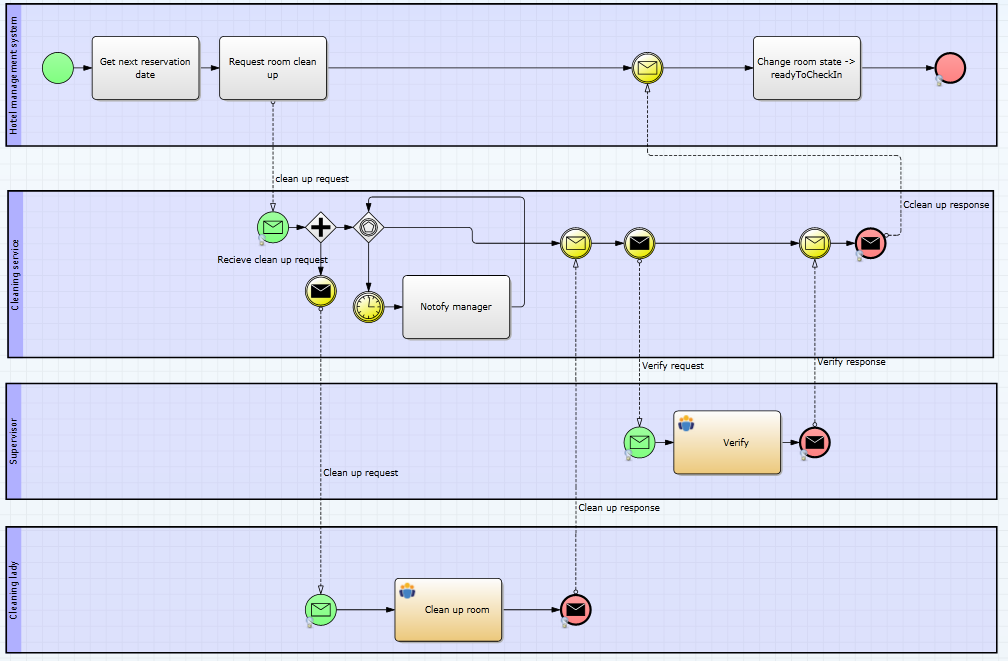 Hotel management system
Get next reservation
date
Request room clean
up
Change room state ->
readyToCheckIn
clean up request
Cclean up response
Cleaning service
Recieve clean up request
Notofy manager
Verify request
Verify response
Supervisor
Verify
Clean up request
Clean up response
Cleaning lady
Clean up room